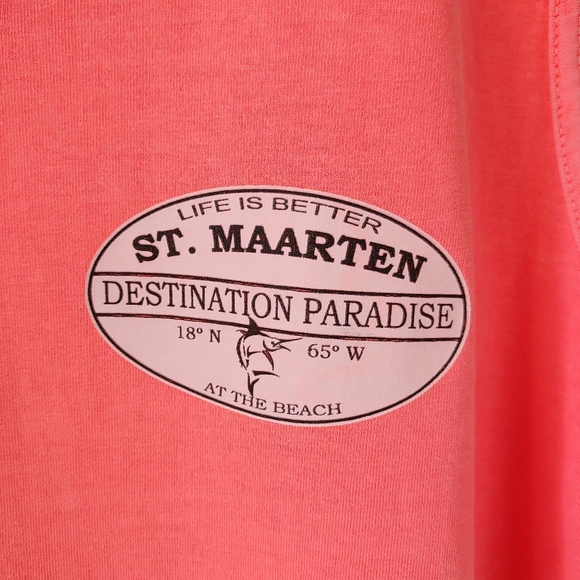 LIFE IS BETTER
ST. MAARTEN
DESTINATION PARADISE
18° N 65° W
AT THE BEACH